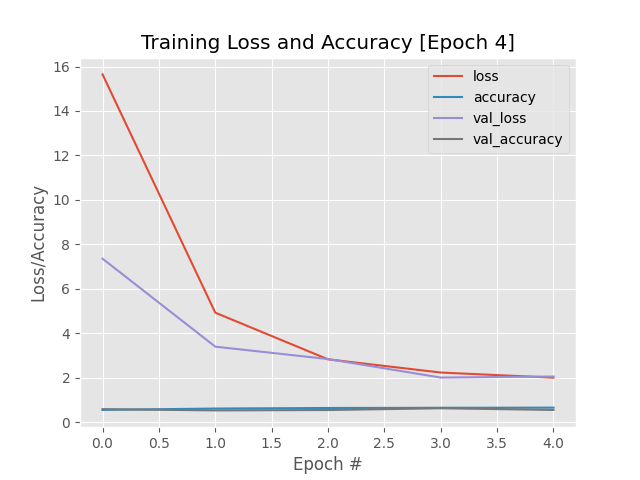 Training Loss and Accuracy [Epoch 4]
16
14
12
10
8
6
4
2
0
Loss/Accuracy
loss
accuracy
val_loss
val_accuracy
0.0 0.5 1.0 1.5 2.0 2.5 3.0 3.5 4.0
Epoch #